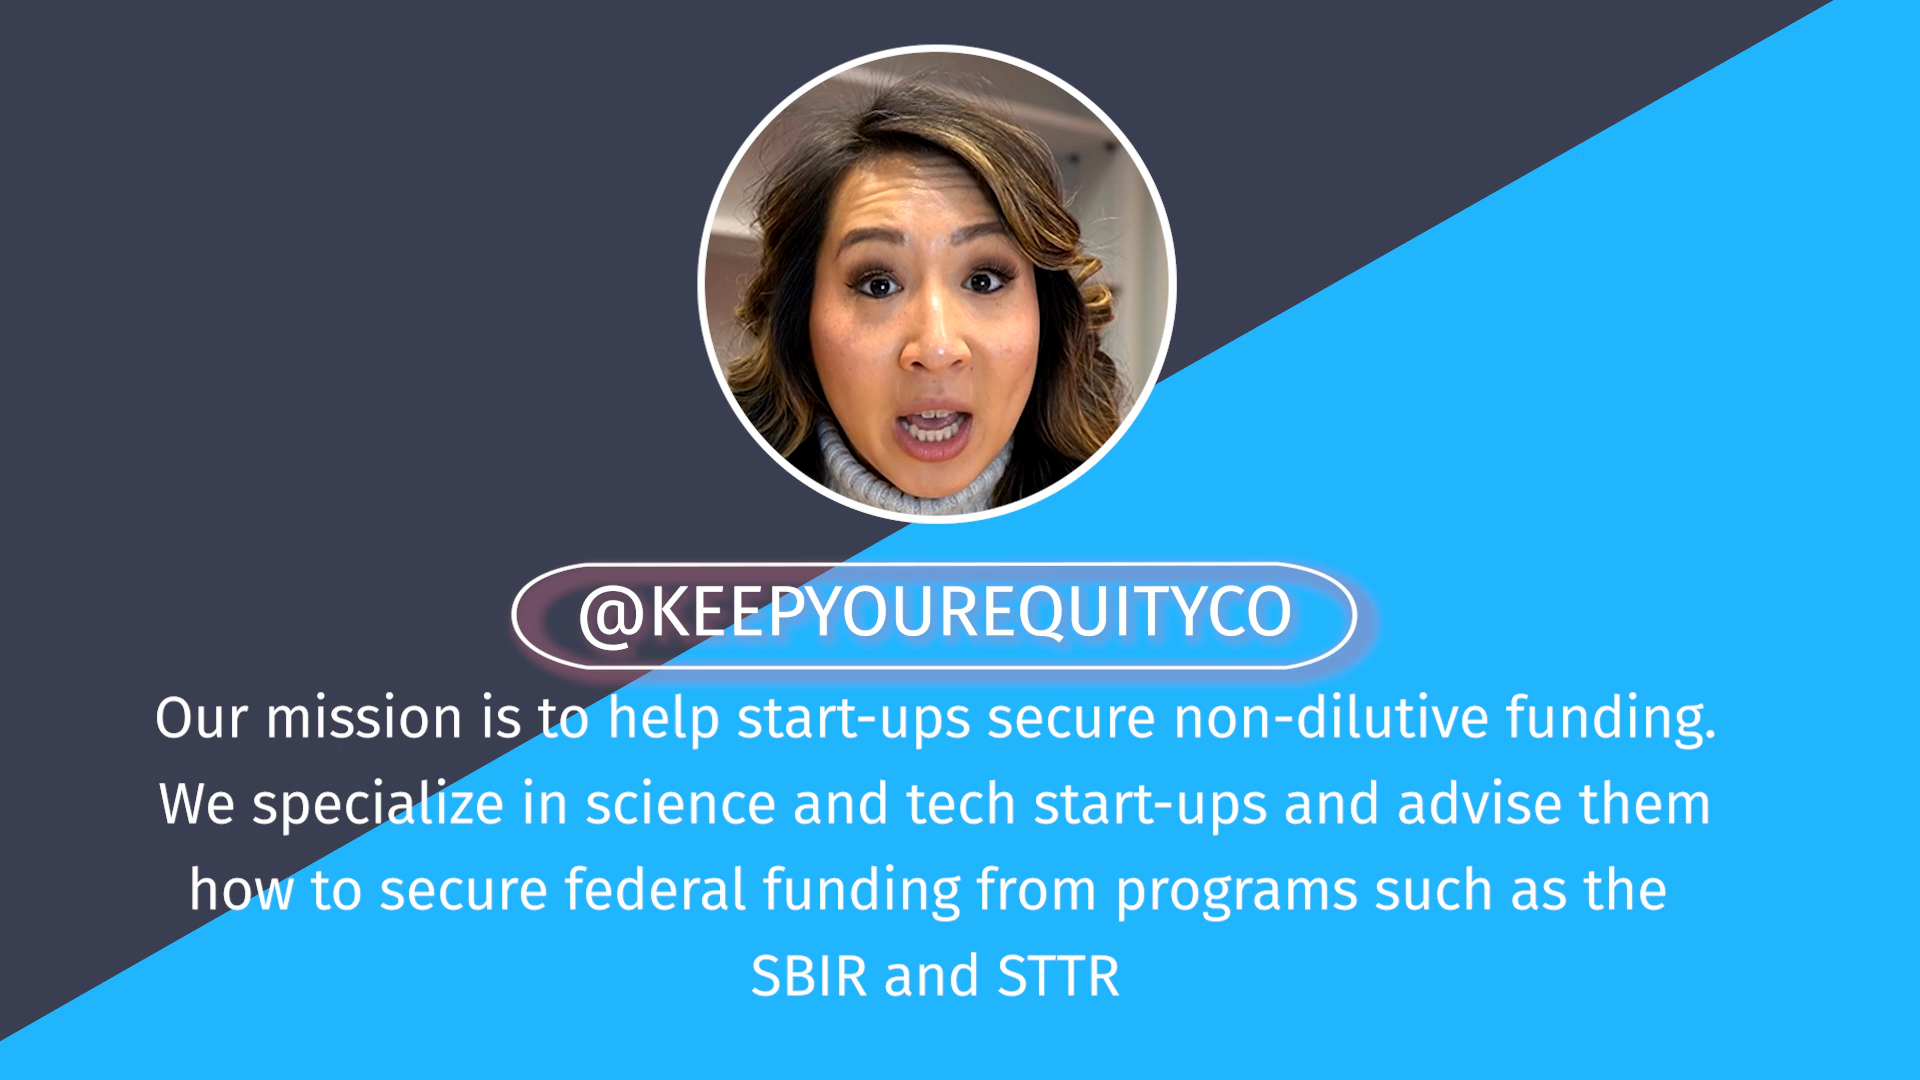 @KEEPYOUREQUITYCO
Our mission is to help start-ups secure non-dilutive funding.
We specialize in science and tech start-ups and advise them
how to secure federal funding from programs such as the
SBIR and STTR